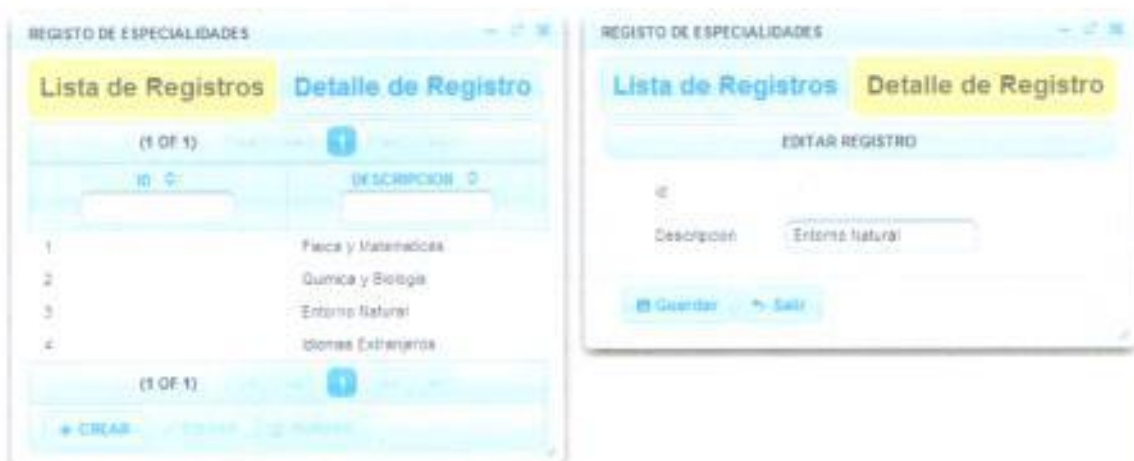 REGISTO DE ESPECIALIDADES
Lista de Registros Detalle de Registro
(1 OF 1) 1
ID DESCRIPCION
1 Fisica y Matematicas
2 Quimica y Biologia
3 Entorno Natural
4 Idiomas Extranjeros
(1 OF 1) 1
CREAR
REGISTO DE ESPECIALIDADES
Lista de Registros Detalle de Registro
EDITAR REGISTRO
Id
Descripcion Entorno Natural
Guardar Salir